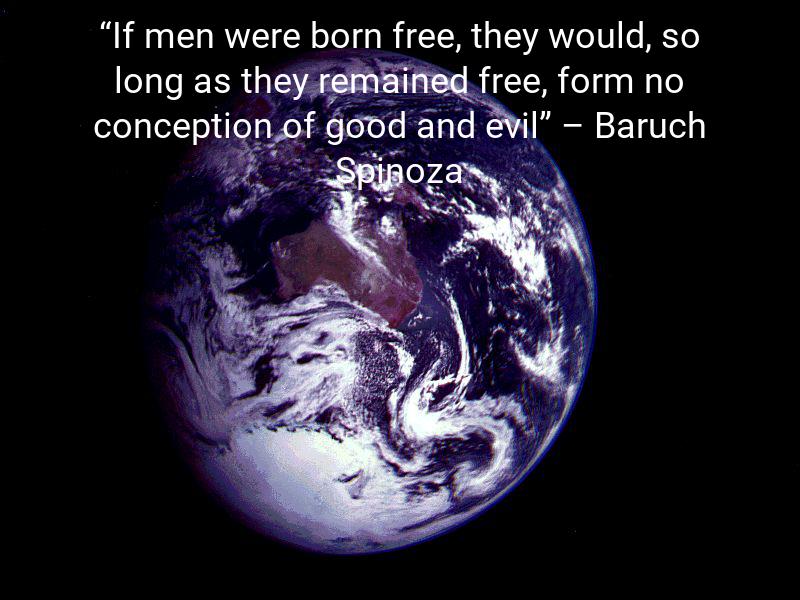 “If men were born free, they would, so
long as they remained free, form no
conception of good and evil” – Baruch
Spinoza